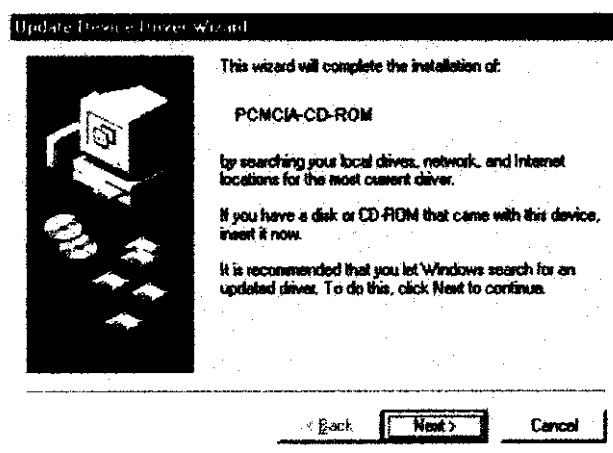 Update Device Driver Wizard
This wizard will complete the installation of:
PCMCIA-CD-ROM
by searching your local drives, network, and Internet
locations for the most current driver.
If you have a disk or CD-ROM that came with this device,
insert it now.
It is recommended that you let Windows search for an
updated driver. To do this, click Next to continue.
< Back
Next >
Cancel